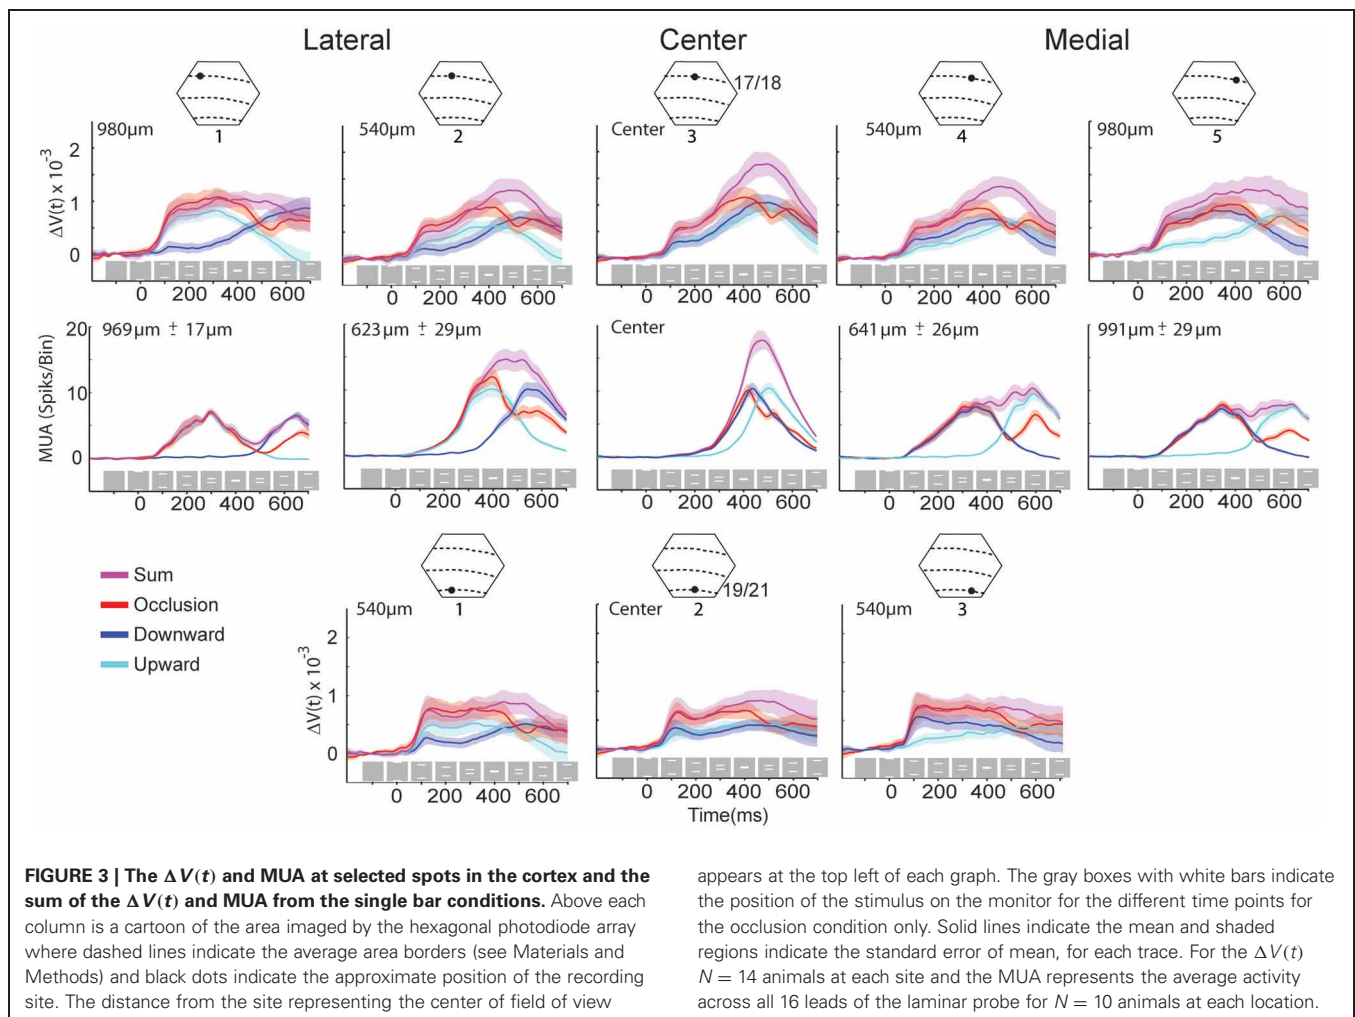 Lateral
Center
Medial
17/18
1
2
3
4
5
980µm
540µm
Center
540µm
980µm
ΔV(t) x 10⁻³
2
1
0
0 200 400 600
0 200 400 600
0 200 400 600
0 200 400 600
0 200 400 600
969µm ± 17µm
623µm ± 29µm
Center
641µm ± 26µm
991µm ± 29µm
MUA (Spiks/Bin)
20
10
0
0 200 400 600
0 200 400 600
0 200 400 600
0 200 400 600
0 200 400 600
Sum
Occlusion
Downward
Upward
19/21
1
2
3
540µm
Center
540µm
ΔV(t) x 10⁻³
2
1
0
0 200 400 600
0 200 400 600
0 200 400 600
Time(ms)
FIGURE 3 | The ΔV(t) and MUA at selected spots in the cortex and the
sum of the ΔV(t) and MUA from the single bar conditions. Above each
column is a cartoon of the area imaged by the hexagonal photodiode array
where dashed lines indicate the average area borders (see Materials and
Methods) and black dots indicate the approximate position of the recording
site. The distance from the site representing the center of field of view
appears at the top left of each graph. The gray boxes with white bars indicate
the position of the stimulus on the monitor for the different time points for
the occlusion condition only. Solid lines indicate the mean and shaded
regions indicate the standard error of mean, for each trace. For the ΔV(t)
N = 14 animals at each site and the MUA represents the average activity
across all 16 leads of the laminar probe for N = 10 animals at each location.